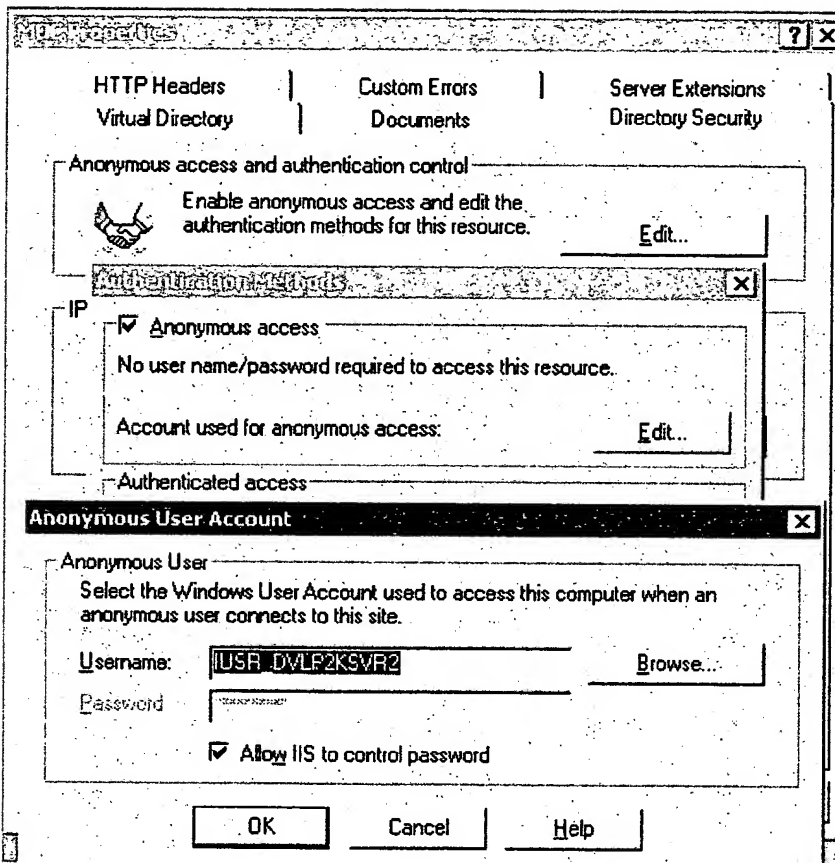 Properties
HTTP Headers Custom Errors Server Extensions
Virtual Directory Documents Directory Security
Anonymous access and authentication control
Enable anonymous access and edit the
authentication methods for this resource.
Edit...
Authentication Methods
IP
Anonymous access
No user name/password required to access this resource.
Account used for anonymous access:
Edit...
Authenticated access
Anonymous User Account
Anonymous User
Select the Windows User Account used to access this computer when an
anonymous user connects to this site.
Username: IUSR_DVLP2KSVR2 Browse...
Password
Allow IIS to control password
OK Cancel Help